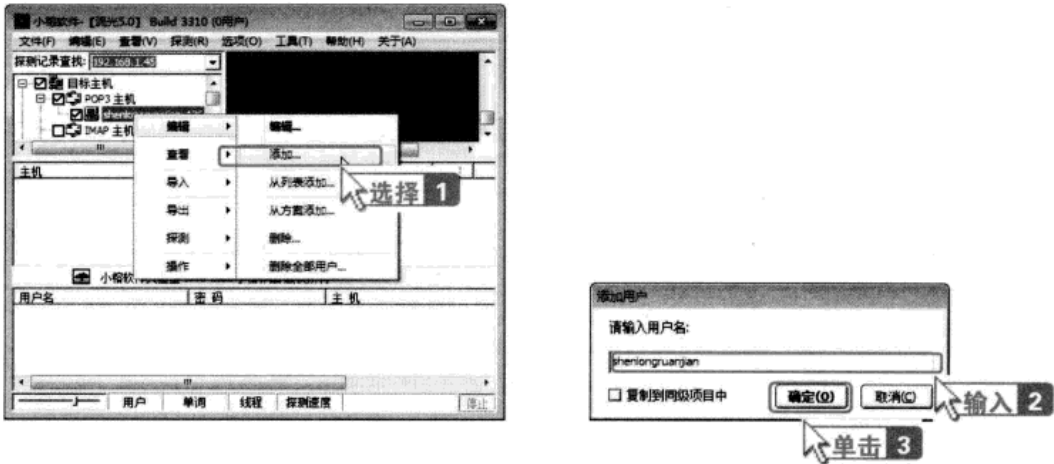 小榕软件-【流光5.0】 Build 3310 (0用户)
文件(F) 编辑(E) 查看(V) 探测(R) 选项(O) 工具(T) 帮助(H) 关于(A)
探测记录查找: 192.168.1.45
目标主机
POP3 主机
IMAP 主机
编辑
查看
导入
导出
探测
操作
编辑...
添加...
从列表添加...
从方案添加...
删除...
删除全部用户...
选择 1
主机
小榕软
用户名 密 码 主 机
用户 单词 线程 探测速度 停止
添加用户
请输入用户名:
shenlongruanjian
复制到同级项目中 确定(O) 取消(C)
输入 2
单击 3